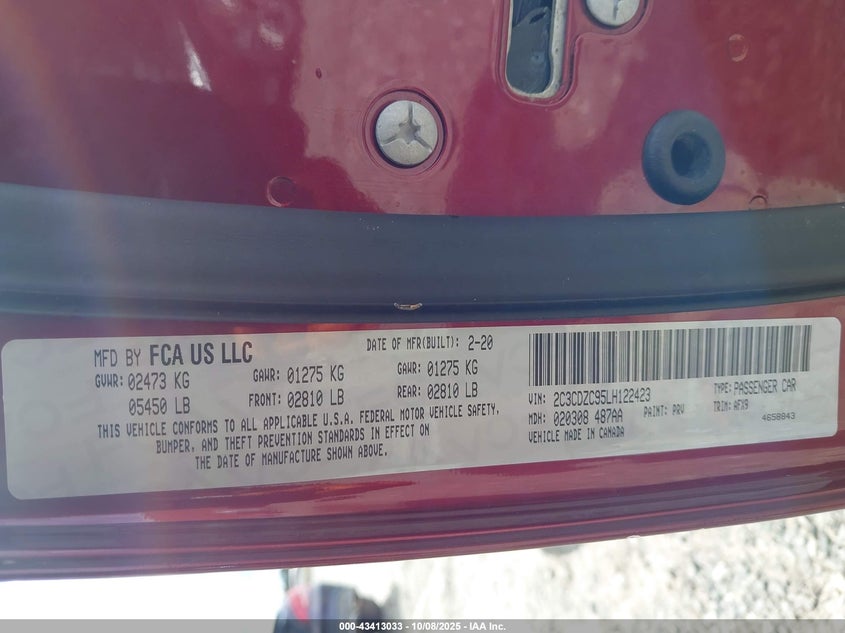 MFD BY FCA US LLC
DATE OF MFR(BUILT): 2-20
GVWR: 02473 KG
GAWR: 01275 KG
GAWR: 01275 KG
05450 LB
FRONT: 02810 LB
REAR: 02810 LB
THIS VEHICLE CONFORMS TO ALL APPLICABLE U.S.A. FEDERAL MOTOR VEHICLE SAFETY,
BUMPER, AND THEFT PREVENTION STANDARDS IN EFFECT ON
THE DATE OF MANUFACTURE SHOWN ABOVE.
VIN: 2C3CDZC95LH122423
TYPE: PASSENGER CAR
MDH: 020308 487AA
PAINT: PRV
TRIM: AFX9
VEHICLE MADE IN CANADA
4658943
000-43413033 - 10/08/2025 - IAA Inc.